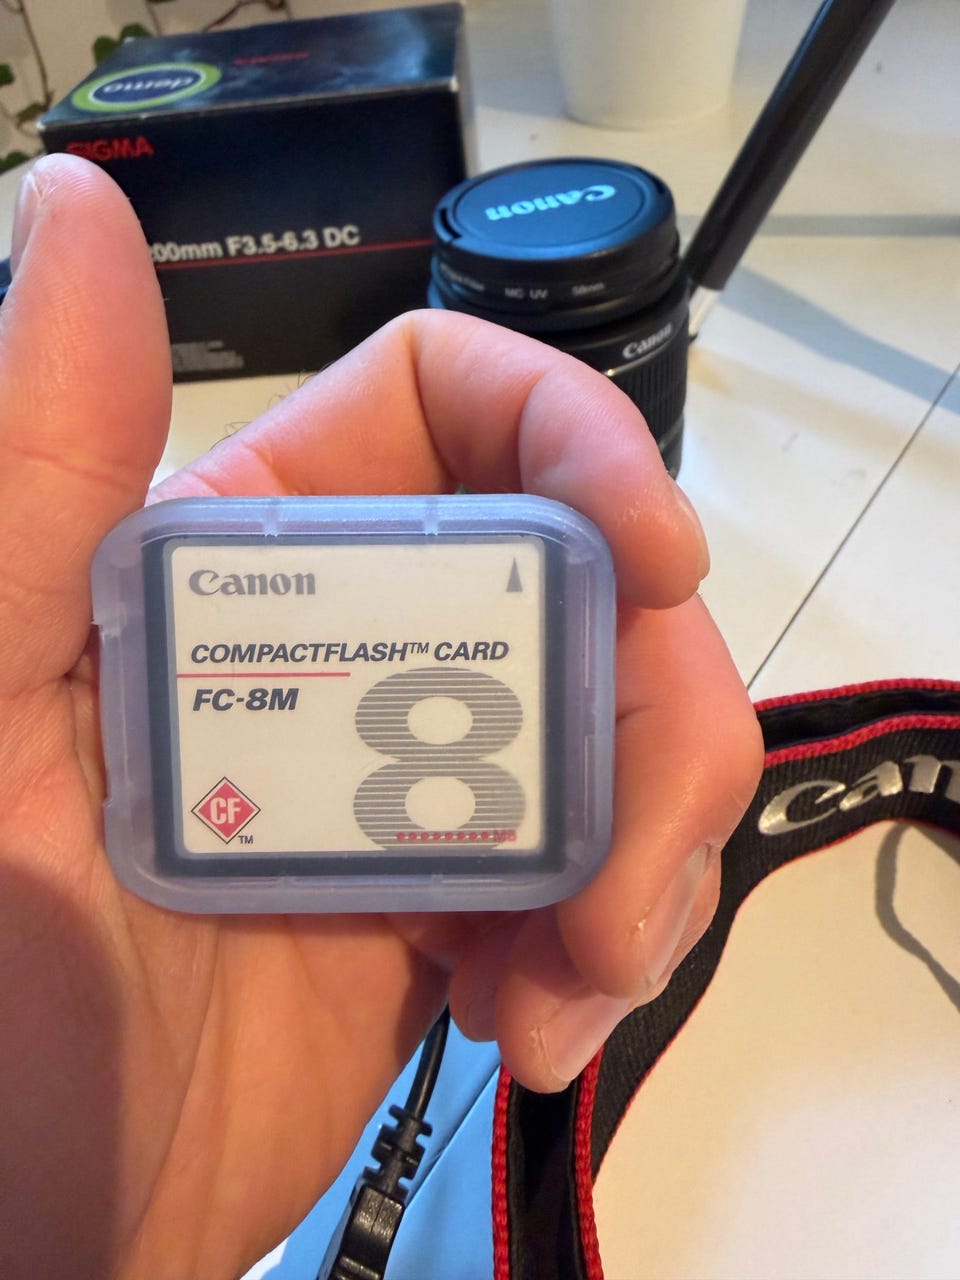 demo
SIGMA
SIGMA
00mm F3.5-6.3 DC
Canon
MC UV 58mm
Canon
Canon
COMPACTFLASH™ CARD
FC-8M
8
CF
TM
MB
Can